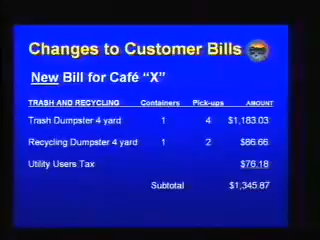 Changes to Customer Bills
New Bill for Café “X”
TRASH AND RECYCLING Containers Pick-ups AMOUNT
Trash Dumpster 4 yard 1 4 $1,183.03
Recycling Dumpster 4 yard 1 2 $86.66
Utility Users Tax $76.18
Subtotal $1,345.87